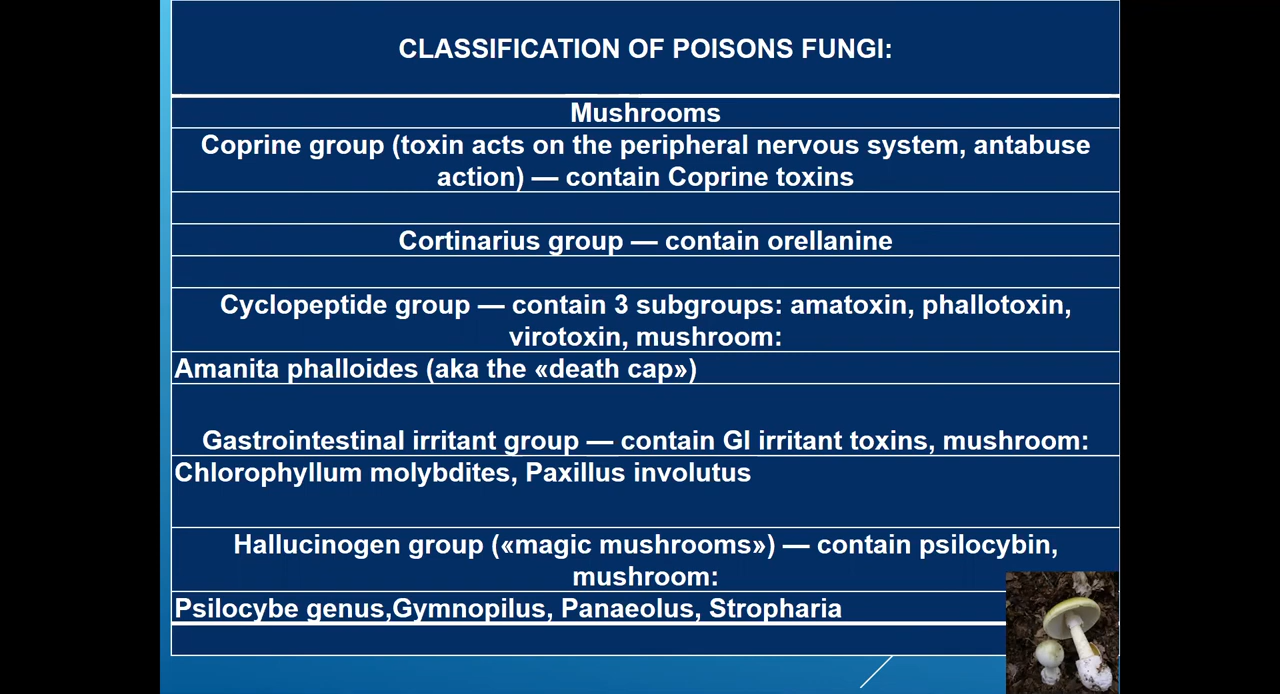 CLASSIFICATION OF POISONS FUNGI:
Mushrooms
Coprine group (toxin acts on the peripheral nervous system, antabuse
action) — contain Coprine toxins
Cortinarius group — contain orellanine
Cyclopeptide group — contain 3 subgroups: amatoxin, phallotoxin,
virotoxin, mushroom:
Amanita phalloides (aka the «death cap»)
Gastrointestinal irritant group — contain GI irritant toxins, mushroom:
Chlorophyllum molybdites, Paxillus involutus
Hallucinogen group («magic mushrooms») — contain psilocybin,
mushroom:
Psilocybe genus,Gymnopilus, Panaeolus, Stropharia